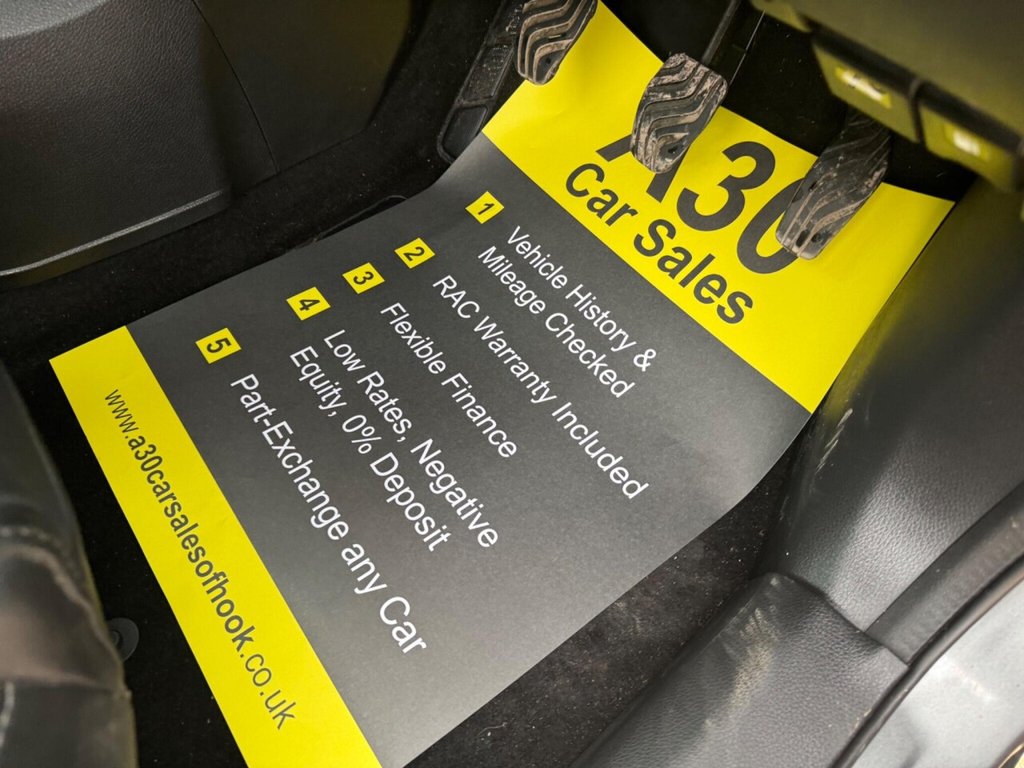 A30
Car Sales
1 Vehicle History &
Mileage Checked
2 RAC Warranty Included
3 Flexible Finance
4 Low Rates, Negative
Equity, 0% Deposit
5 Part-Exchange any Car
www.a30carsalesofhook.co.uk